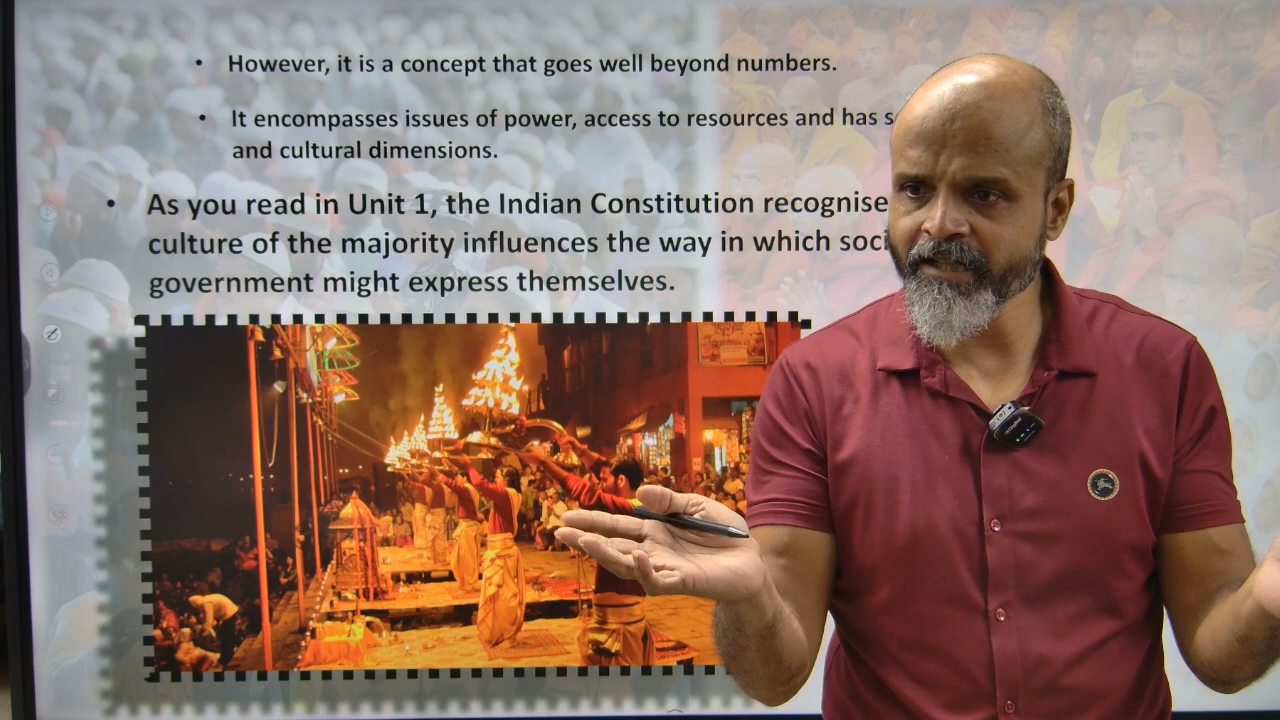 • However, it is a concept that goes well beyond numbers.
• It encompasses issues of power, access to resources and has
and cultural dimensions.
• As you read in Unit 1, the Indian Constitution
culture of the majority influences the way in which
government might express themselves.